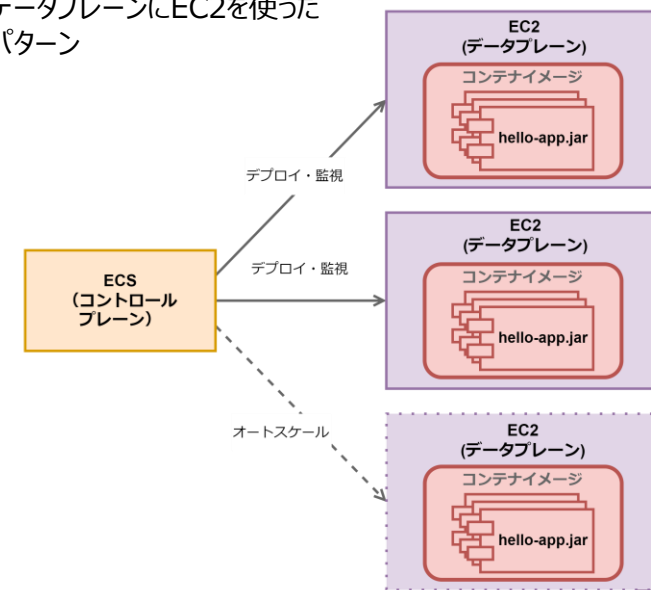 データプレーンにEC2を使った
パターン
EC2
(データプレーン)
コンテナイメージ
hello-app.jar
デプロイ・監視
EC2
(データプレーン)
コンテナイメージ
hello-app.jar
デプロイ・監視
ECS
(コントロール
プレーン)
オートスケール
EC2
(データプレーン)
コンテナイメージ
hello-app.jar